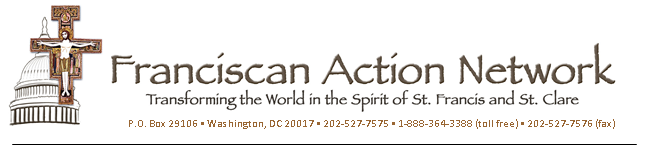 Franciscan Action Network
Transforming the World in the Spirit of St. Francis and St. Clare
P.O. Box 29106 ▪ Washington, DC 20017 ▪ 202-527-7575 ▪ 1-888-364-3388 (toll free) ▪ 202-527-7576 (fax)